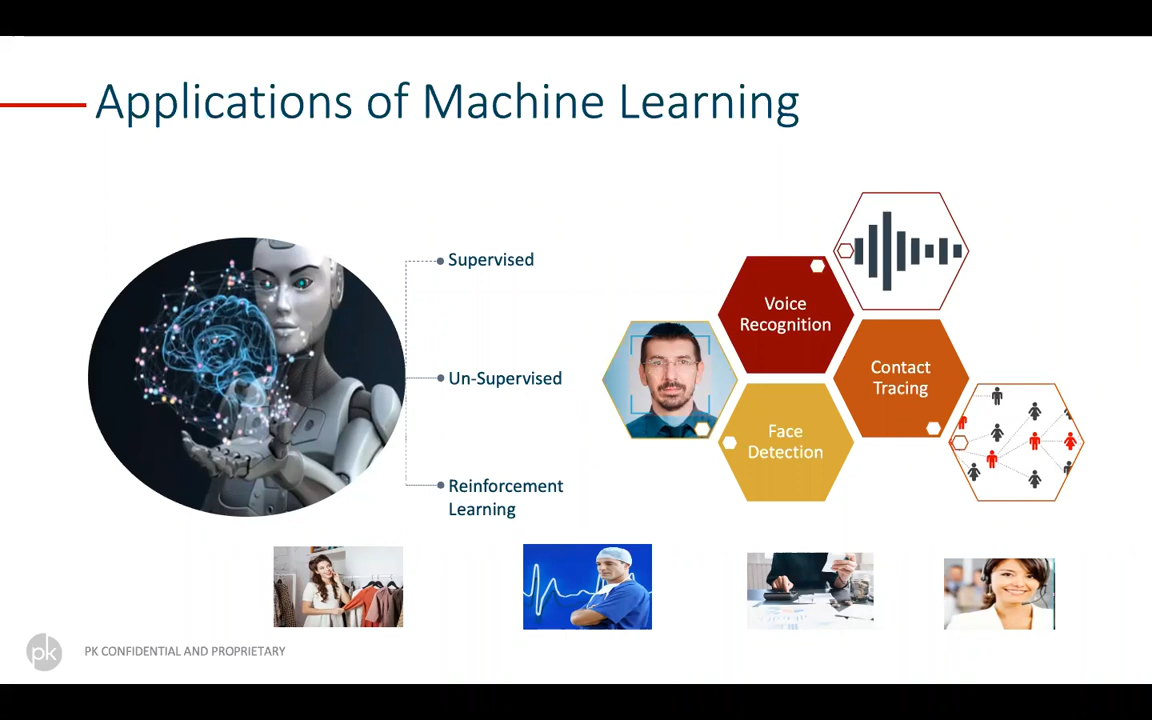 Applications of Machine Learning
Supervised
Un-Supervised
Reinforcement
Learning
Voice
Recognition
Contact
Tracing
Face
Detection
pk
PK CONFIDENTIAL AND PROPRIETARY